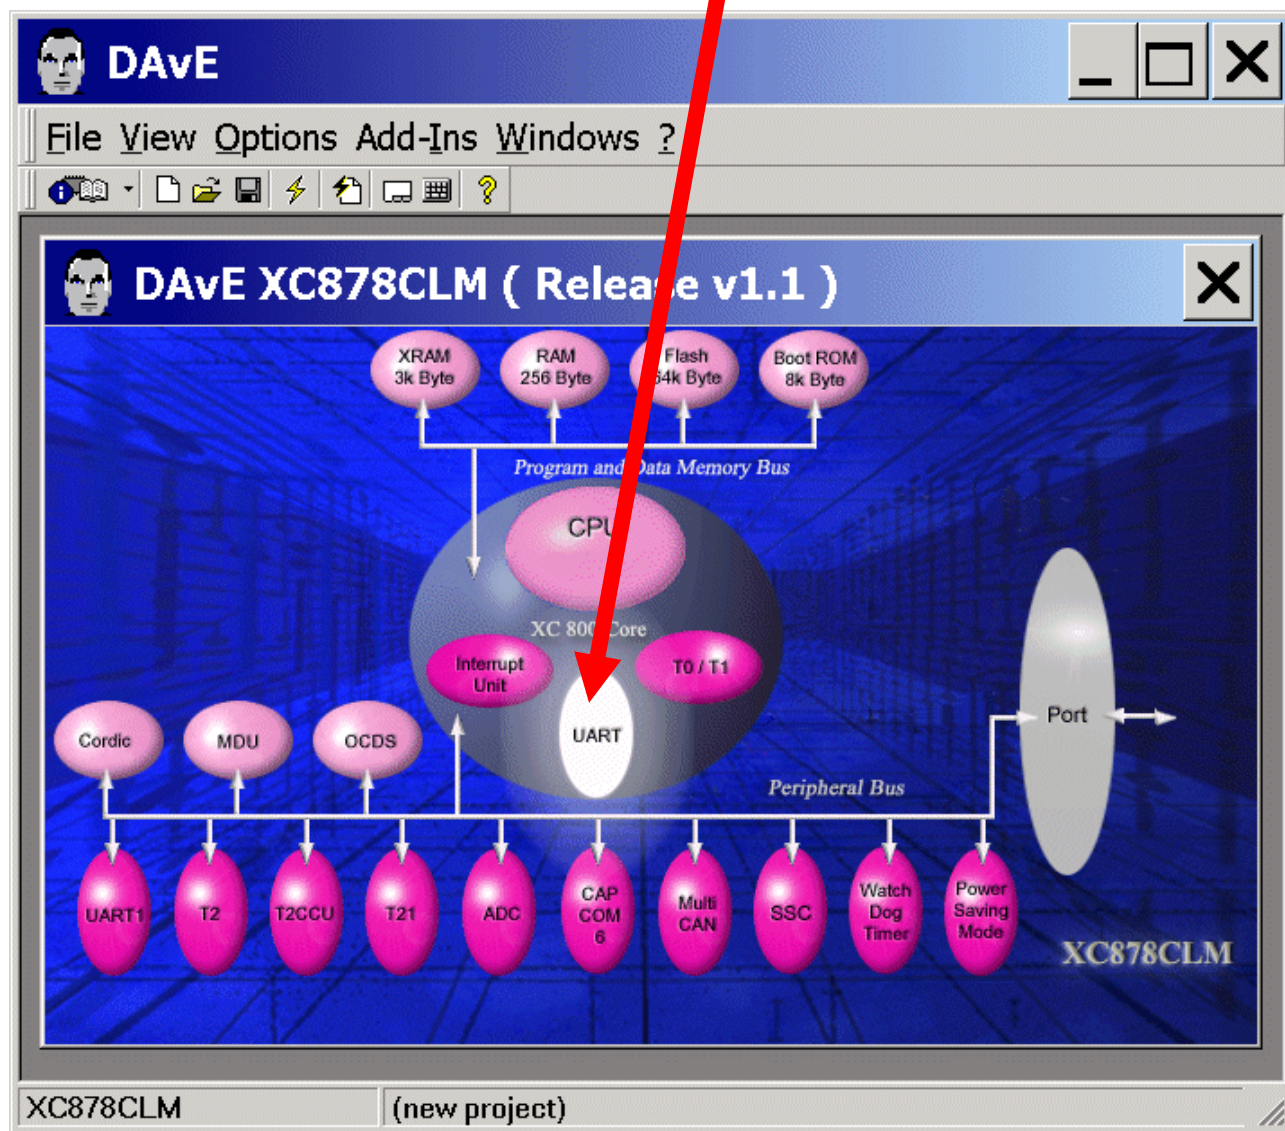 DAvE
File View Options Add-Ins Windows ?
DAvE XC878CLM ( Release v1.1 )
XRAM
3k Byte
RAM
256 Byte
Flash
64k Byte
Boot ROM
8k Byte
Program and Data Memory Bus
CPU
XC 800 Core
Interrupt
Unit
T0 / T1
UART
Port
Cordic
MDU
OCDS
Peripheral Bus
UART1
T2
T2CCU
T21
ADC
CAP
COM
6
Multi
CAN
SSC
Watch
Dog
Timer
Power
Saving
Mode
XC878CLM
XC878CLM
(new project)